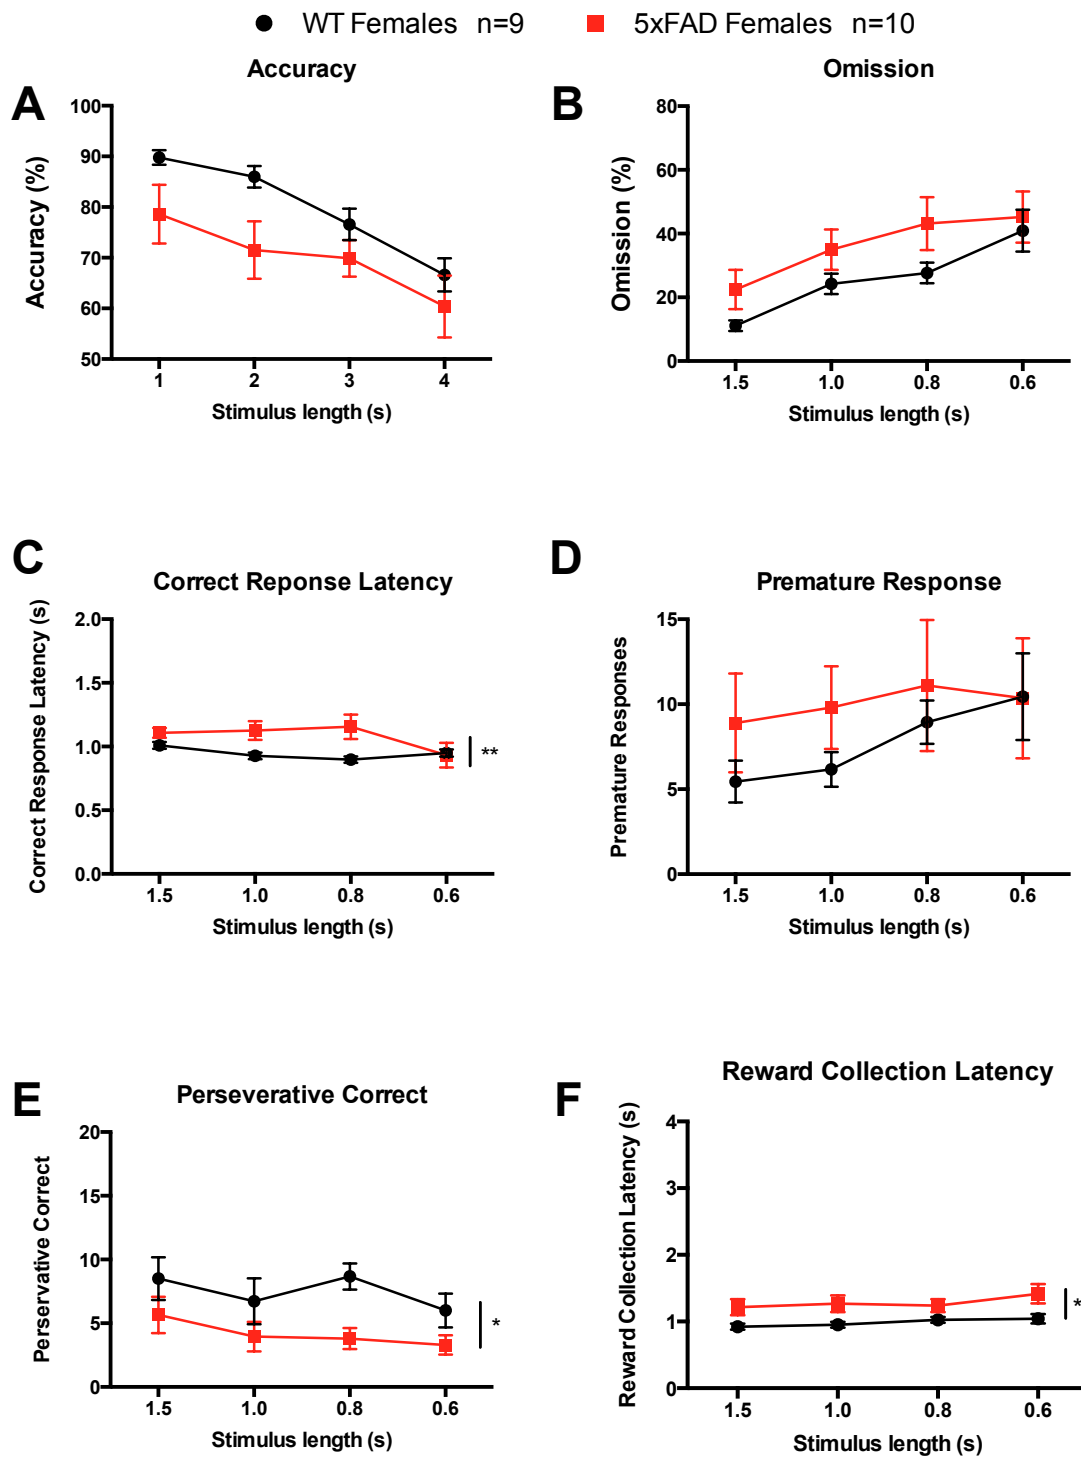 WT Females n=9 5xFAD Females n=10
A
Accuracy
Accuracy (%)
100
90
80
70
60
50
1 2 3 4
Stimulus length (s)
B
Omission
Omission (%)
80
60
40
20
0
1.5 1.0 0.8 0.6
Stimulus length (s)
C
Correct Reponse Latency
Correct Response Latency (s)
2.0
1.5
1.0
0.5
0.0
**
1.5 1.0 0.8 0.6
Stimulus length (s)
D
Premature Response
Premature Responses
15
10
5
0
1.5 1.0 0.8 0.6
Stimulus length (s)
E
Perseverative Correct
Perservative Correct
20
15
10
5
0
*
1.5 1.0 0.8 0.6
Stimulus length (s)
F
Reward Collection Latency
Reward Collection Latency (s)
4
3
2
1
0
*
1.5 1.0 0.8 0.6
Stimulus length (s)